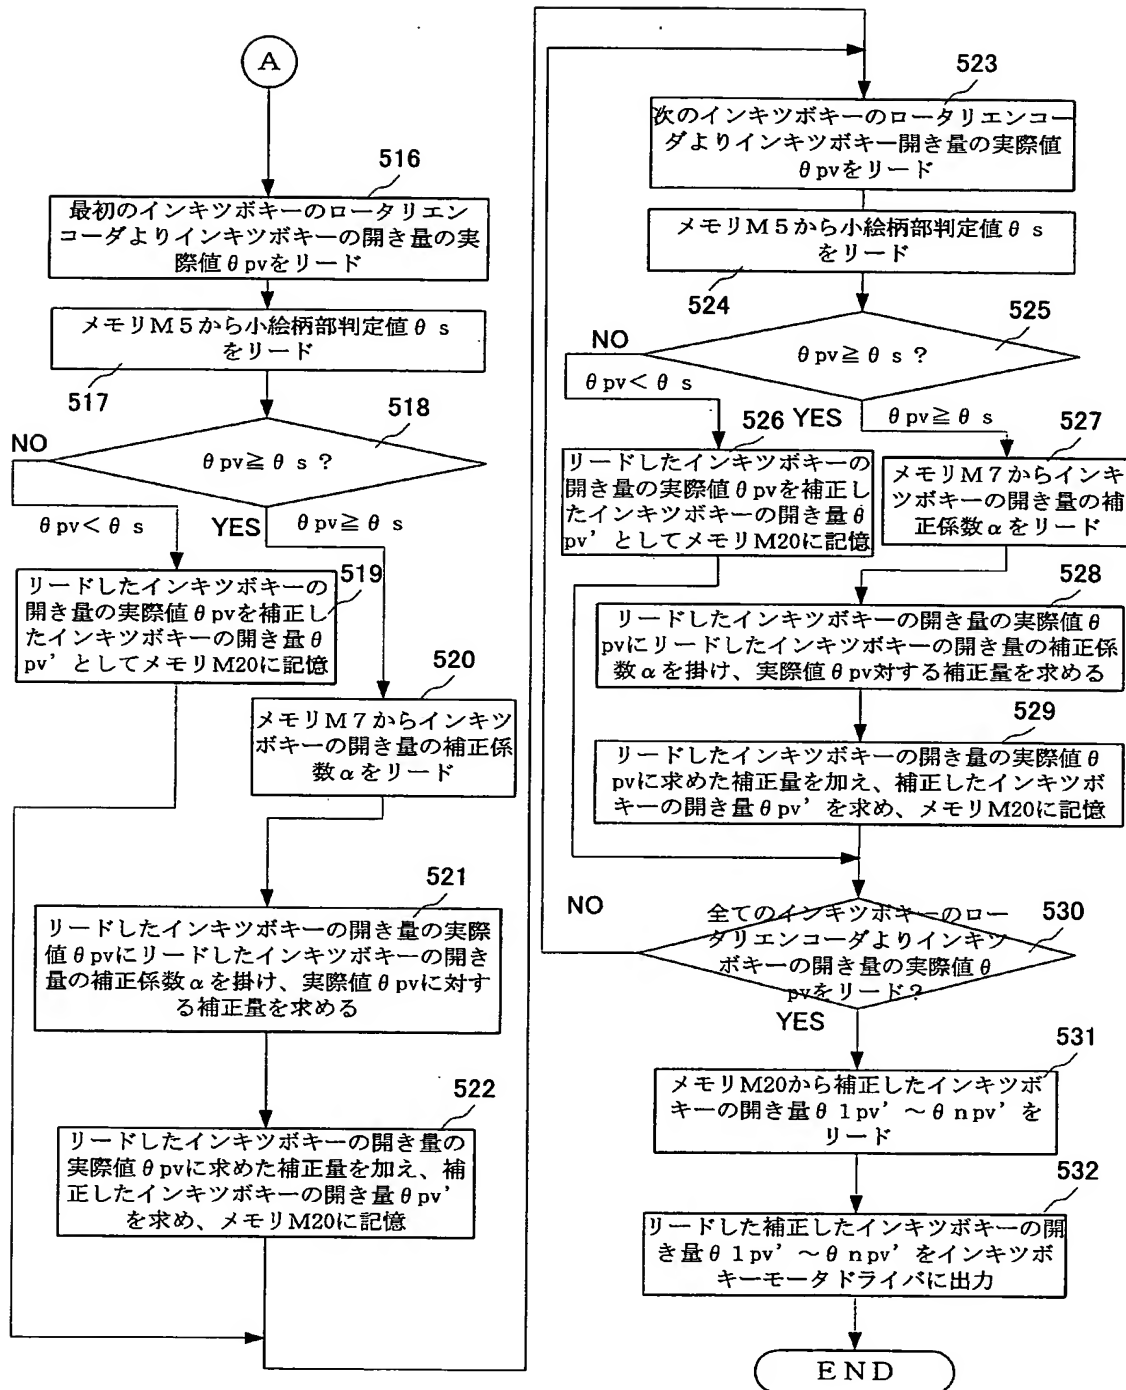 A
516
最初のインキツボキーのロータリエン
コーダよりインキツボキーの開き量の実
際値θpvをリード
メモリM5から小絵柄部判定値θs
をリード
517
518
NO
θpv≧θs?
θpv<θs
YES
θpv≧θs
519
リードしたインキツボキーの
開き量の実際値θpvを補正し
たインキツボキーの開き量θ
pv'としてメモリM20に記憶
520
メモリM7からインキツ
ボキーの開き量の補正係
数αをリード
521
リードしたインキツボキーの開き量の実際
値θpvにリードしたインキツボキーの開き
量の補正係数αを掛け、実際値θpvに対す
る補正量を求める
522
リードしたインキツボキーの開き量の
実際値θpvに求めた補正量を加え、補
正したインキツボキーの開き量θpv'
を求め、メモリM20に記憶
523
次のインキツボキーのロータリエンコー
ダよりインキツボキー開き量の実際値
θpvをリード
メモリM5から小絵柄部判定値θs
をリード
524
525
NO
θpv≧θs?
θpv<θs
YES
θpv≧θs
526
リードしたインキツボキーの
開き量の実際値θpvを補正し
たインキツボキーの開き量θ
pv'としてメモリM20に記憶
527
メモリM7からインキ
ツボキーの開き量の補
正係数αをリード
528
リードしたインキツボキーの開き量の実際値θ
pvにリードしたインキツボキーの開き量の補正係
数αを掛け、実際値θpv対する補正量を求める
529
リードしたインキツボキーの開き量の実際値θ
pvに求めた補正量を加え、補正したインキツボ
キーの開き量θpv'を求め、メモリM20に記憶
NO
530
全てのインキツボキーのロー
タリエンコーダよりインキツ
ボキーの開き量の実際値θ
pvをリード?
YES
531
メモリM20から補正したインキツボ
キーの開き量θ1pv'~θnpv'を
リード
532
リードした補正したインキツボキーの開
き量θ1pv'~θnpv'をインキツボ
キーモータドライバに出力
END